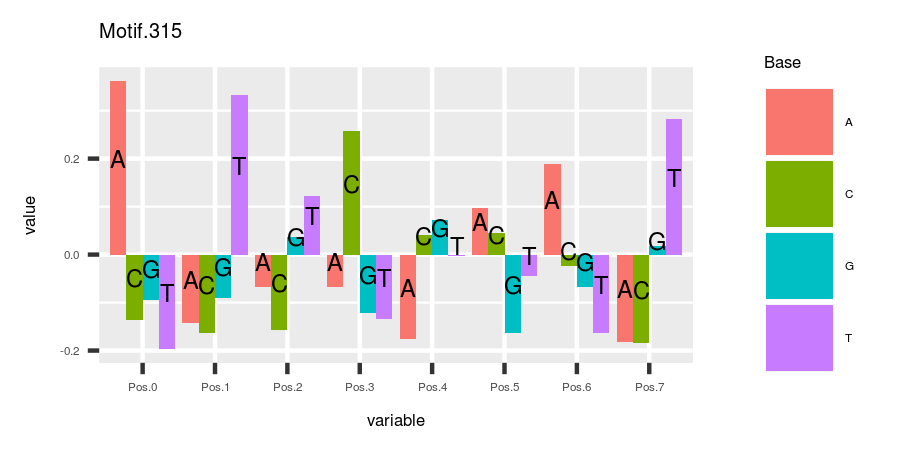 Motif.315
value
0.2
0.0
-0.2
A C G T
A C G T
A C G T
A C G T
A C G T
A C G T
A C G T
A C G T
Pos.0 Pos.1 Pos.2 Pos.3 Pos.4 Pos.5 Pos.6 Pos.7
variable
Base
A
C
G
T